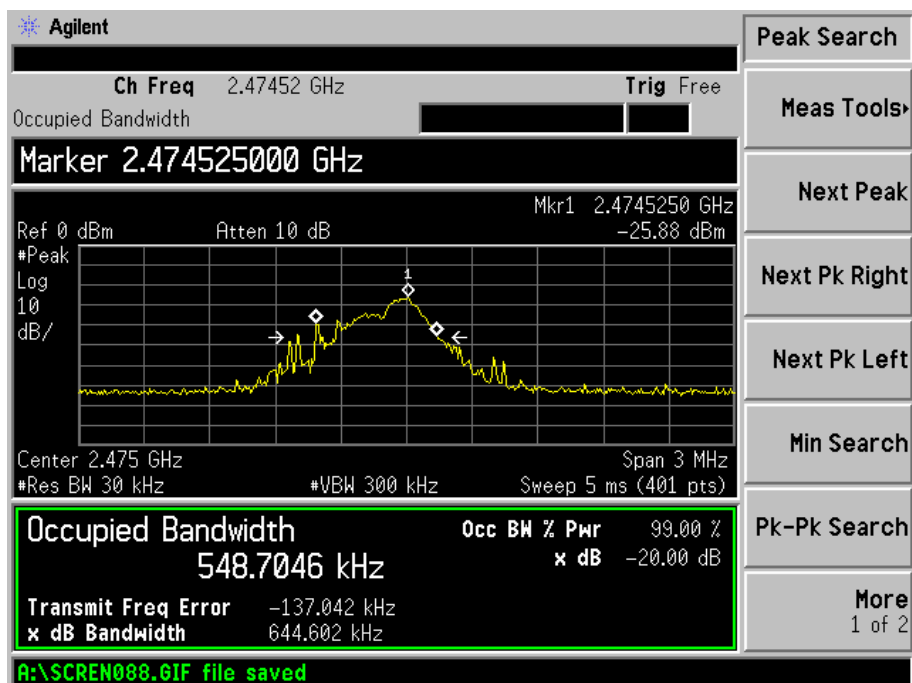 Agilent
Peak Search
Ch Freq 2.47452 GHz Trig Free
Occupied Bandwidth
Meas Tools
Marker 2.474525000 GHz
Next Peak
Mkr1 2.4745250 GHz
Ref 0 dBm Atten 10 dB -25.88 dBm
#Peak
Log
10
dB/
1
Next Pk Right
Next Pk Left
Min Search
Center 2.475 GHz Span 3 MHz
#Res BW 30 kHz #VBW 300 kHz Sweep 5 ms (401 pts)
Occupied Bandwidth Occ BW % Pwr 99.00 %
548.7046 kHz x dB -20.00 dB
Pk-Pk Search
Transmit Freq Error -137.042 kHz
x dB Bandwidth 644.602 kHz
More
1 of 2
A:\SCREN088.GIF file saved